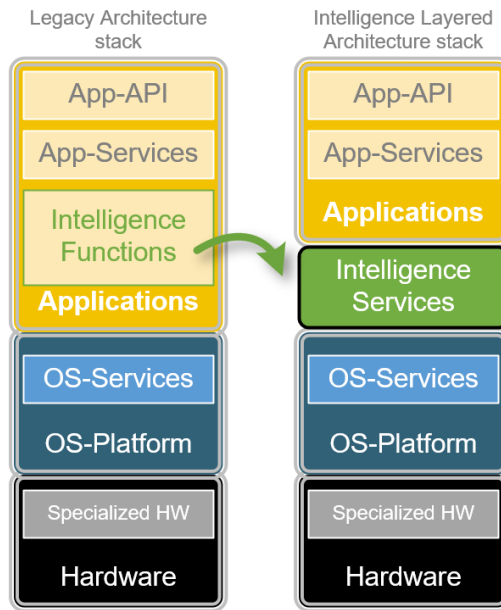 Legacy Architecture
stack
App-API
App-Services
Intelligence
Functions
Applications
OS-Services
OS-Platform
Specialized HW
Hardware
Intelligence Layered
Architecture stack
App-API
App-Services
Applications
Intelligence
Services
OS-Services
OS-Platform
Specialized HW
Hardware